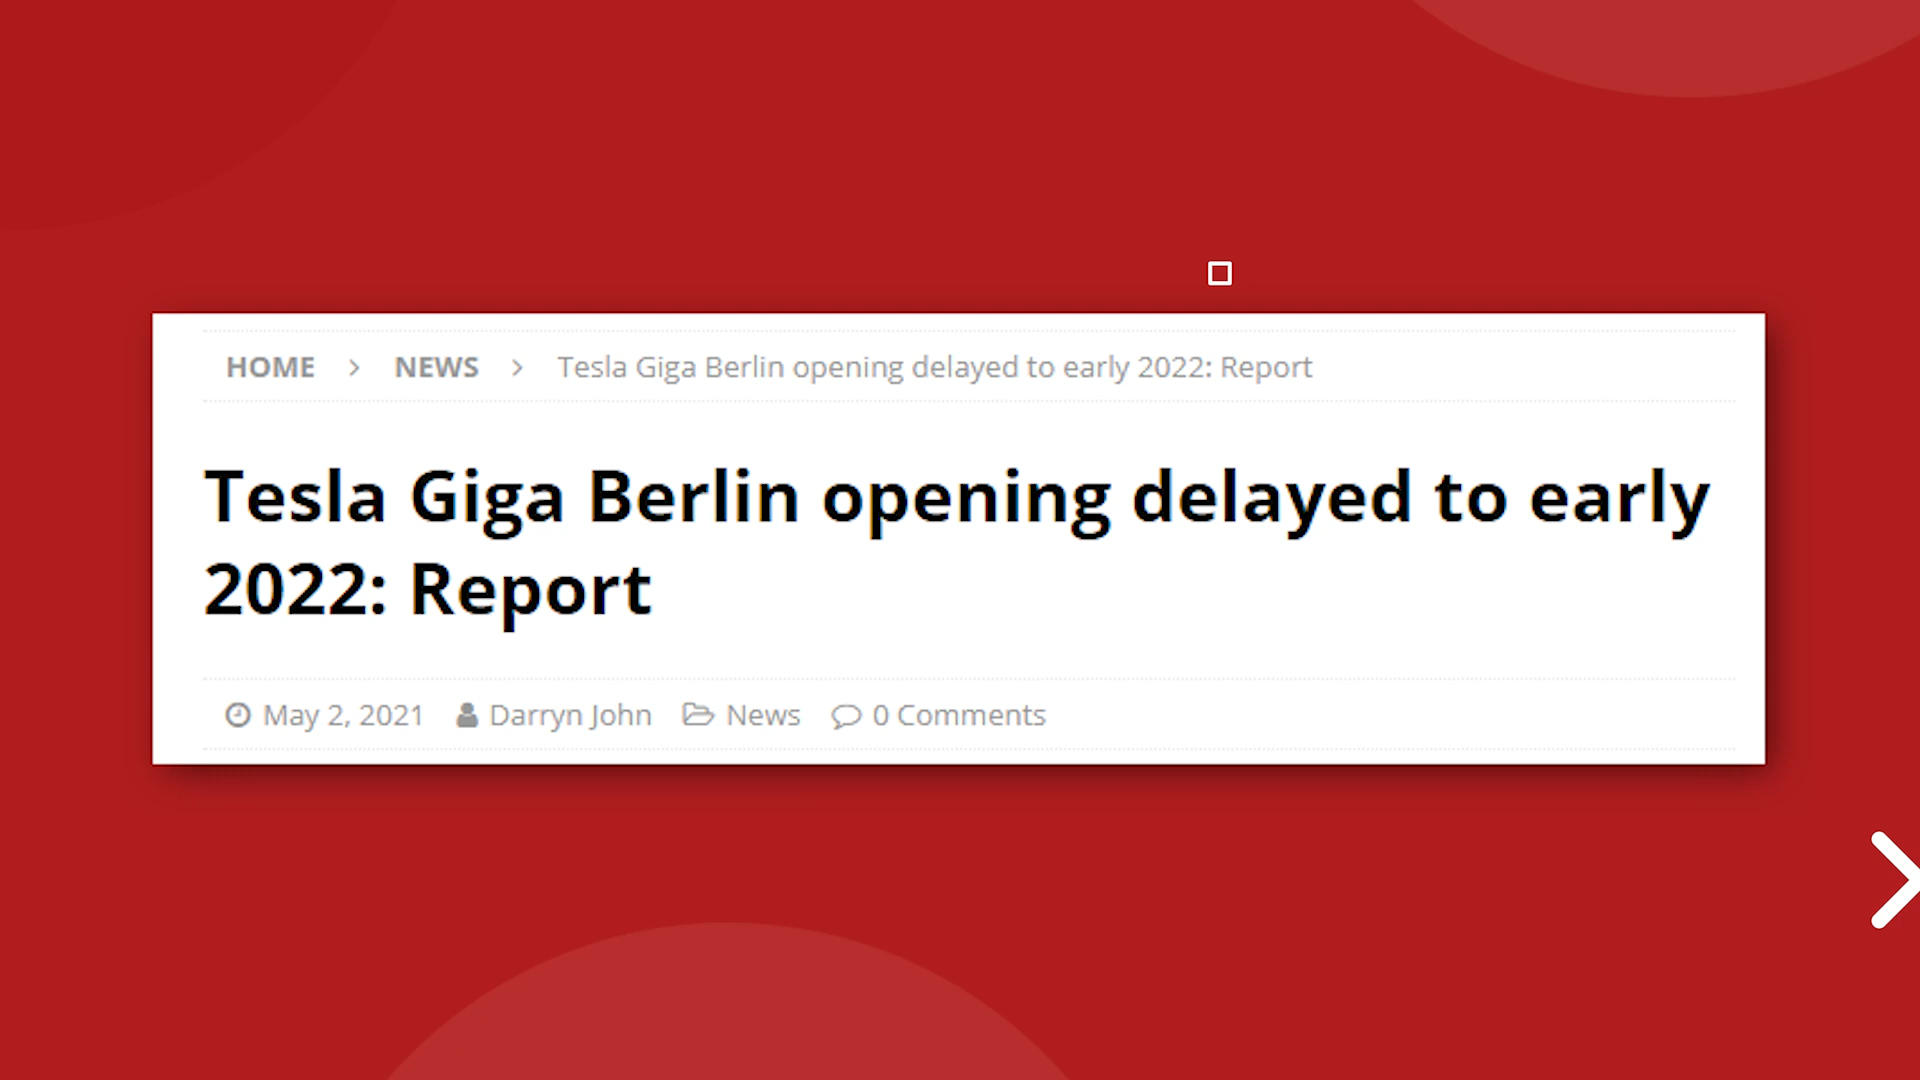 HOME > NEWS > Tesla Giga Berlin opening delayed to early 2022: Report
Tesla Giga Berlin opening delayed to early
2022: Report
May 2, 2021 Darryn John News 0 Comments